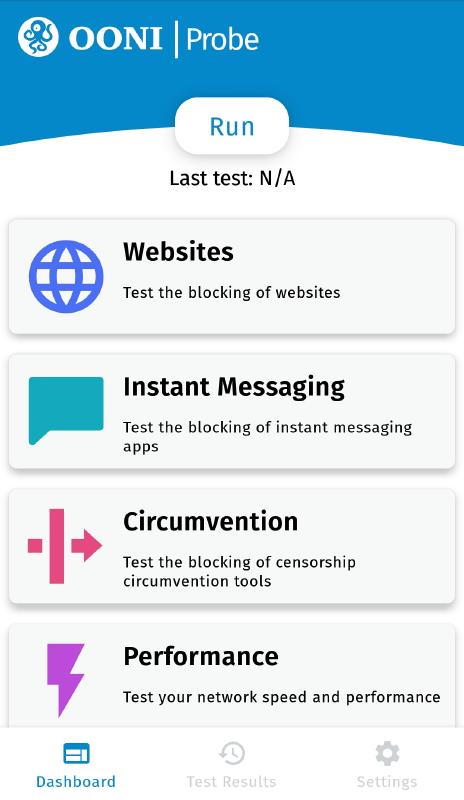 OONI Probe
Run
Last test: N/A
Websites
Test the blocking of websites
Instant Messaging
Test the blocking of instant messaging
apps
Circumvention
Test the blocking of censorship
circumvention tools
Performance
Test your network speed and performance
Dashboard
Test Results
Settings